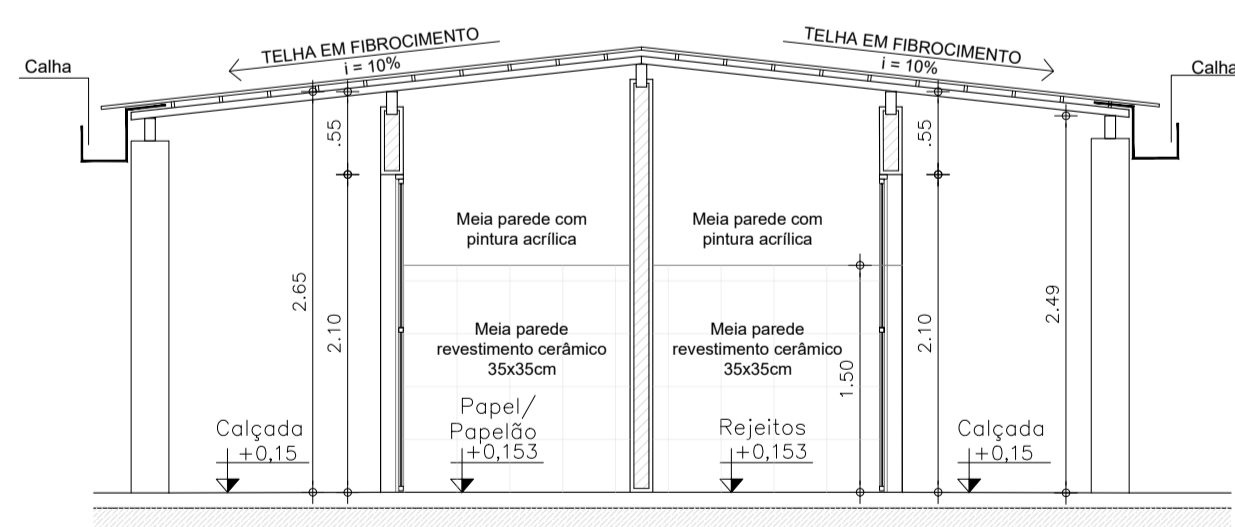 TELHA EM FIBROCIMENTO
i = 10%
TELHA EM FIBROCIMENTO
i = 10%
Calha
Calha
.55
.55
Meia parede com
pintura acrílica
Meia parede com
pintura acrílica
2.65
2.10
2.10
2.49
Meia parede
revestimento cerâmico
35x35cm
Meia parede
revestimento cerâmico
35x35cm
1.50
Calçada
+0,15
Papel/
Papelão
+0,153
Rejeitos
+0,153
Calçada
+0,15